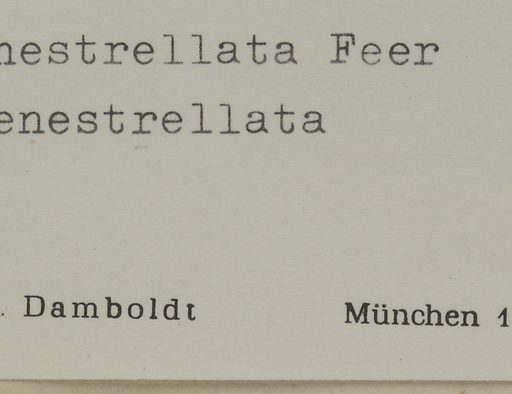 nestrellata Feer
enestrellata
. Damboldt München 1